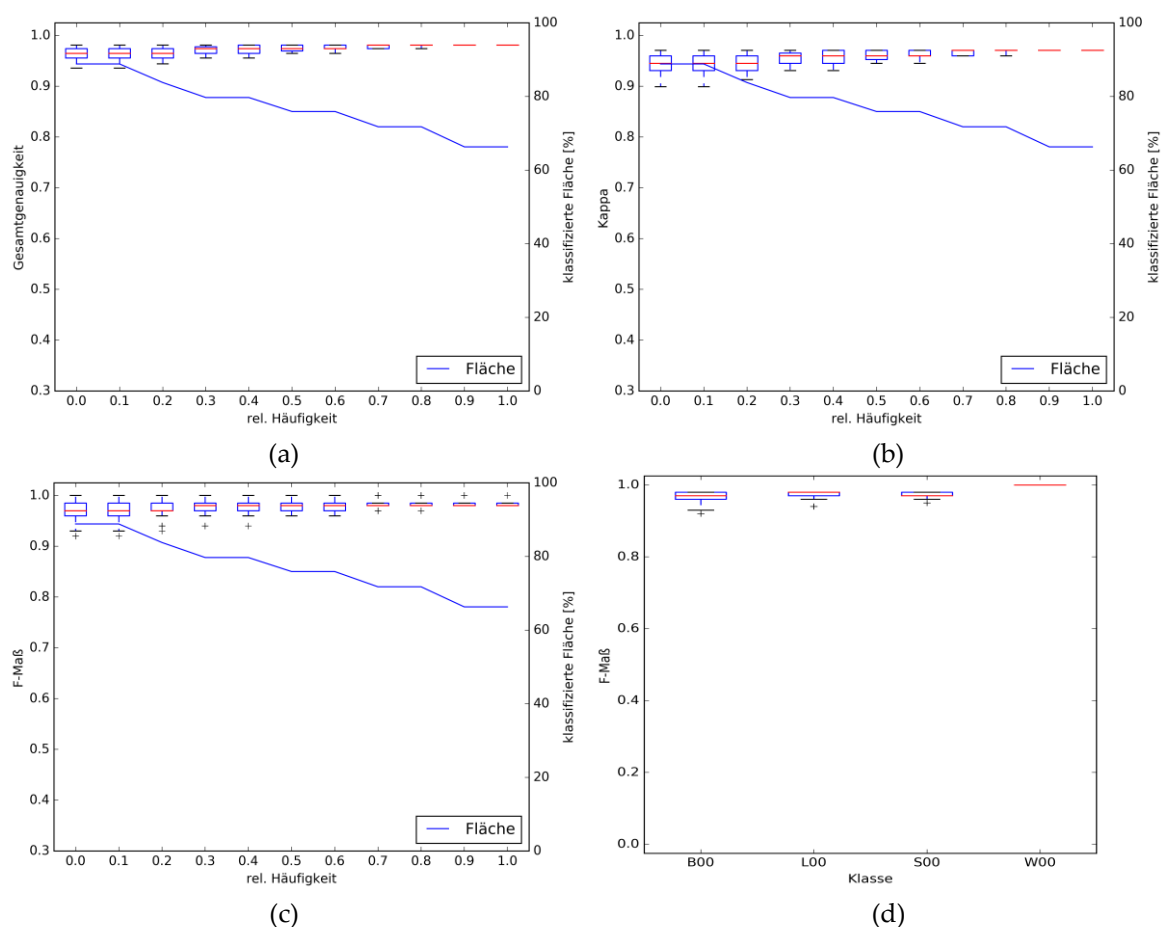 1.0
0.9
0.8
0.7
0.6
0.5
0.4
0.3
Gesamtgenauigkeit
100
80
60
40
20
0
klassifizierte Fläche [%]
Fläche
0.0 0.1 0.2 0.3 0.4 0.5 0.6 0.7 0.8 0.9 1.0
rel. Häufigkeit
(a)
1.0
0.9
0.8
0.7
0.6
0.5
0.4
0.3
Kappa
100
80
60
40
20
0
klassifizierte Fläche [%]
Fläche
0.0 0.1 0.2 0.3 0.4 0.5 0.6 0.7 0.8 0.9 1.0
rel. Häufigkeit
(b)
1.0
0.9
0.8
0.7
0.6
0.5
0.4
0.3
F-Maß
100
80
60
40
20
0
klassifizierte Fläche [%]
Fläche
0.0 0.1 0.2 0.3 0.4 0.5 0.6 0.7 0.8 0.9 1.0
rel. Häufigkeit
(c)
1.0
0.8
0.6
0.4
0.2
0.0
F-Maß
B00 L00 S00 W00
Klasse
(d)